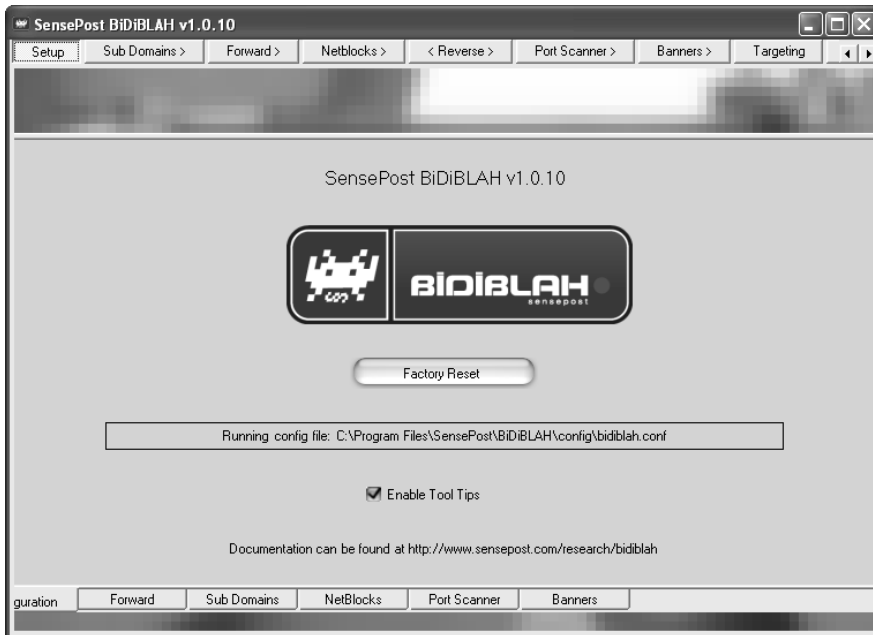 SensePost BiDiBLAH v1.0.10
Setup Sub Domains > Forward > Netblocks > < Reverse > Port Scanner > Banners > Targeting
SensePost BiDiBLAH v1.0.10
BiDiBLAH
sensepost
Factory Reset
Running config file: C:\Program Files\SensePost\BiDiBLAH\config\bidiblah.conf
Enable Tool Tips
Documentation can be found at http://www.sensepost.com/research/bidiblah
guration Forward Sub Domains NetBlocks Port Scanner Banners